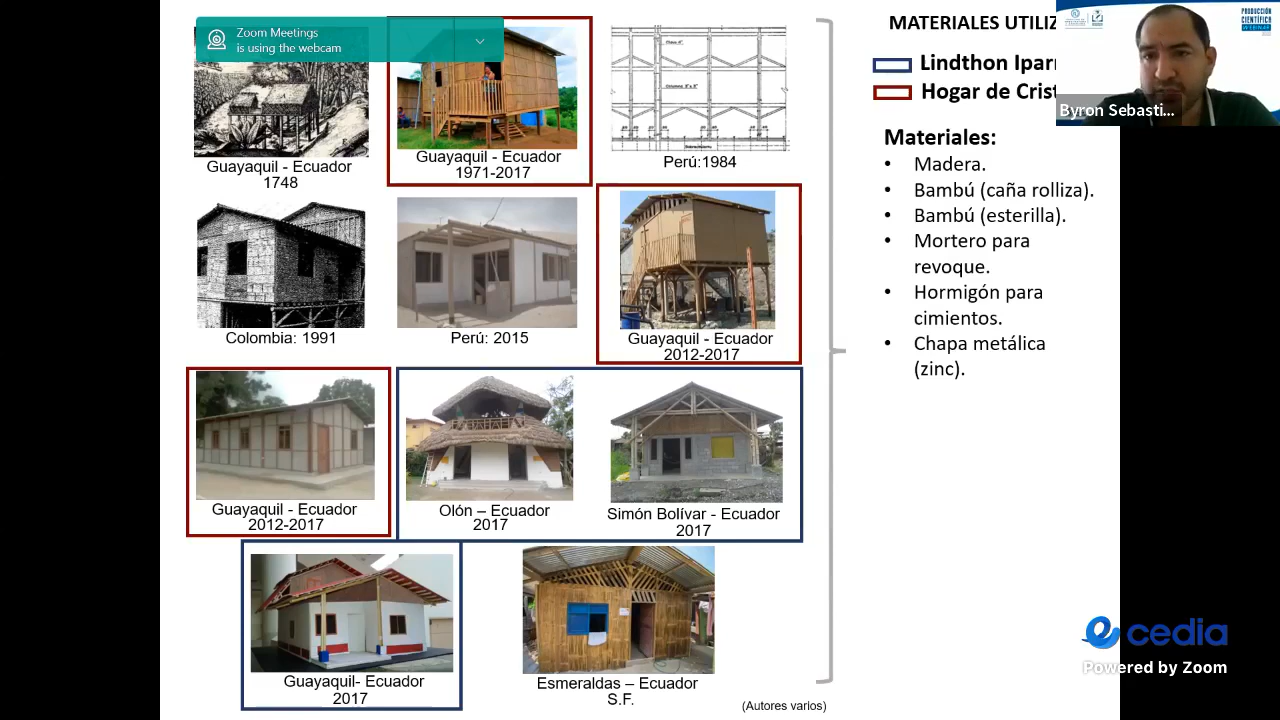 Zoom Meetings
is using the webcam
Guayaquil - Ecuador
1748
Guayaquil - Ecuador
1971-2017
Perú:1984
Colombia: 1991
Perú: 2015
Guayaquil - Ecuador
2012-2017
Guayaquil - Ecuador
2012-2017
Olón – Ecuador
2017
Simón Bolívar - Ecuador
2017
Guayaquil- Ecuador
2017
Esmeraldas – Ecuador
S.F.
(Autores varios)
MATERIALES UTILIZ
Lindthon Ipar
Hogar de Crist
Materiales:
• Madera.
• Bambú (caña rolliza).
• Bambú (esterilla).
• Mortero para
revoque.
• Hormigón para
cimientos.
• Chapa metálica
(zinc).
PRODUCCIÓN
CIENTÍFICA
WEBINAR
Byron Sebasti...
cedia
Powered by Zoom